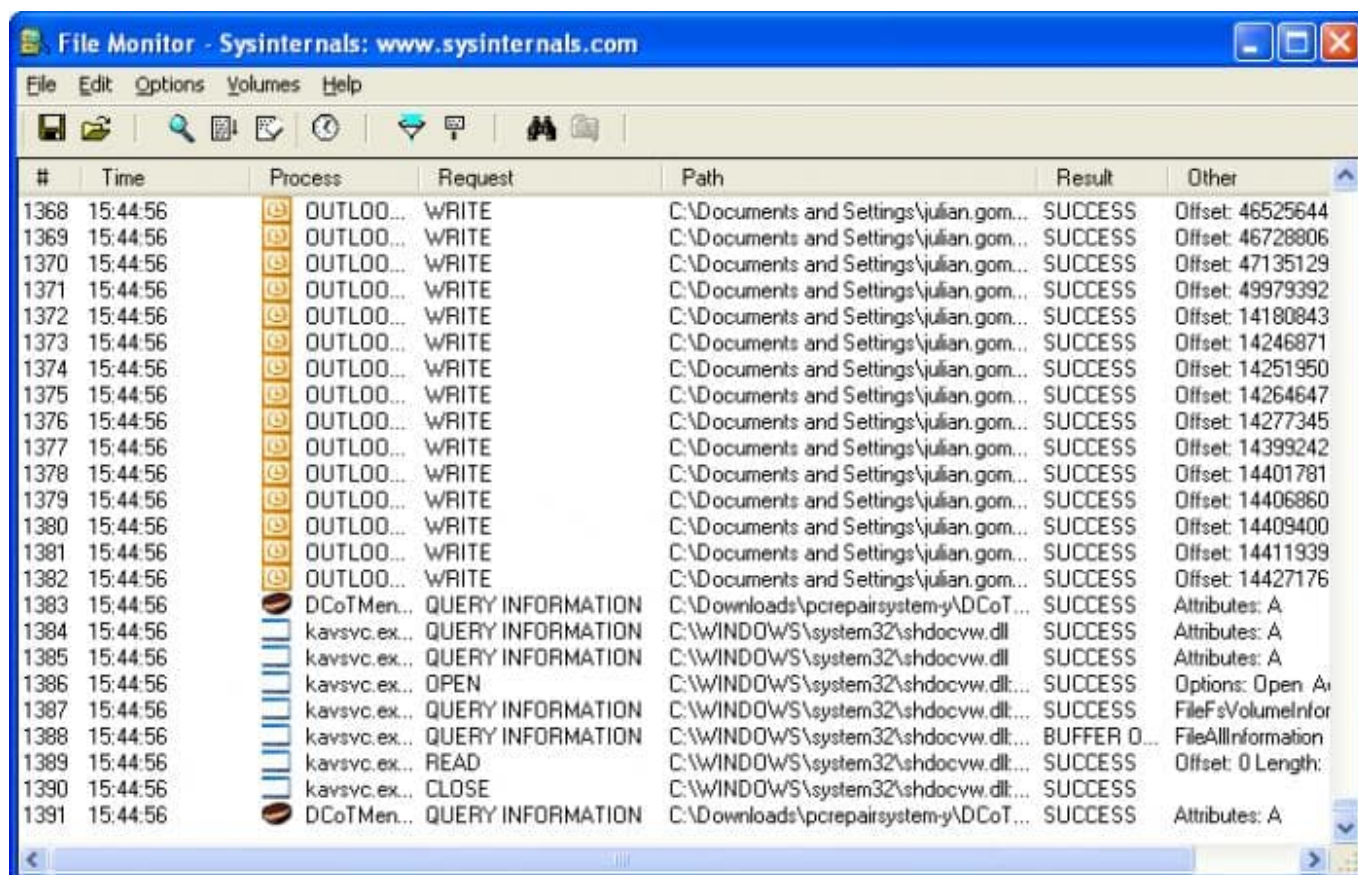 File Monitor - Sysinternals: www.sysinternals.com
File Edit Options Volumes Help
# Time Process Request Path Result Other
1368 15:44:56 OUTLOO... WRITE C:\Documents and Settings\julian.gom... SUCCESS Offset: 46525644
1369 15:44:56 OUTLOO... WRITE C:\Documents and Settings\julian.gom... SUCCESS Offset: 46728806
1370 15:44:56 OUTLOO... WRITE C:\Documents and Settings\julian.gom... SUCCESS Offset: 47135129
1371 15:44:56 OUTLOO... WRITE C:\Documents and Settings\julian.gom... SUCCESS Offset: 49979392
1372 15:44:56 OUTLOO... WRITE C:\Documents and Settings\julian.gom... SUCCESS Offset: 14180843
1373 15:44:56 OUTLOO... WRITE C:\Documents and Settings\julian.gom... SUCCESS Offset: 14246871
1374 15:44:56 OUTLOO... WRITE C:\Documents and Settings\julian.gom... SUCCESS Offset: 14251950
1375 15:44:56 OUTLOO... WRITE C:\Documents and Settings\julian.gom... SUCCESS Offset: 14264647
1376 15:44:56 OUTLOO... WRITE C:\Documents and Settings\julian.gom... SUCCESS Offset: 14277345
1377 15:44:56 OUTLOO... WRITE C:\Documents and Settings\julian.gom... SUCCESS Offset: 14399242
1378 15:44:56 OUTLOO... WRITE C:\Documents and Settings\julian.gom... SUCCESS Offset: 14401781
1379 15:44:56 OUTLOO... WRITE C:\Documents and Settings\julian.gom... SUCCESS Offset: 14406860
1380 15:44:56 OUTLOO... WRITE C:\Documents and Settings\julian.gom... SUCCESS Offset: 14409400
1381 15:44:56 OUTLOO... WRITE C:\Documents and Settings\julian.gom... SUCCESS Offset: 14411939
1382 15:44:56 OUTLOO... WRITE C:\Documents and Settings\julian.gom... SUCCESS Offset: 14427176
1383 15:44:56 DCoTMen... QUERY INFORMATION C:\Downloads\pcrepairsystem-y\DCoT... SUCCESS Attributes: A
1384 15:44:56 kavsvc.ex... QUERY INFORMATION C:\WINDOWS\system32\shdocvw.dll SUCCESS Attributes: A
1385 15:44:56 kavsvc.ex... QUERY INFORMATION C:\WINDOWS\system32\shdocvw.dll SUCCESS Attributes: A
1386 15:44:56 kavsvc.ex... OPEN C:\WINDOWS\system32\shdocvw.dll:... SUCCESS Options: Open Ac
1387 15:44:56 kavsvc.ex... QUERY INFORMATION C:\WINDOWS\system32\shdocvw.dll:... SUCCESS FileFsVolumeInfor
1388 15:44:56 kavsvc.ex... QUERY INFORMATION C:\WINDOWS\system32\shdocvw.dll:... BUFFER O... FileAllInformation
1389 15:44:56 kavsvc.ex... READ C:\WINDOWS\system32\shdocvw.dll:... SUCCESS Offset: 0 Length:
1390 15:44:56 kavsvc.ex... CLOSE C:\WINDOWS\system32\shdocvw.dll:... SUCCESS
1391 15:44:56 DCoTMen... QUERY INFORMATION C:\Downloads\pcrepairsystem-y\DCoT... SUCCESS Attributes: A